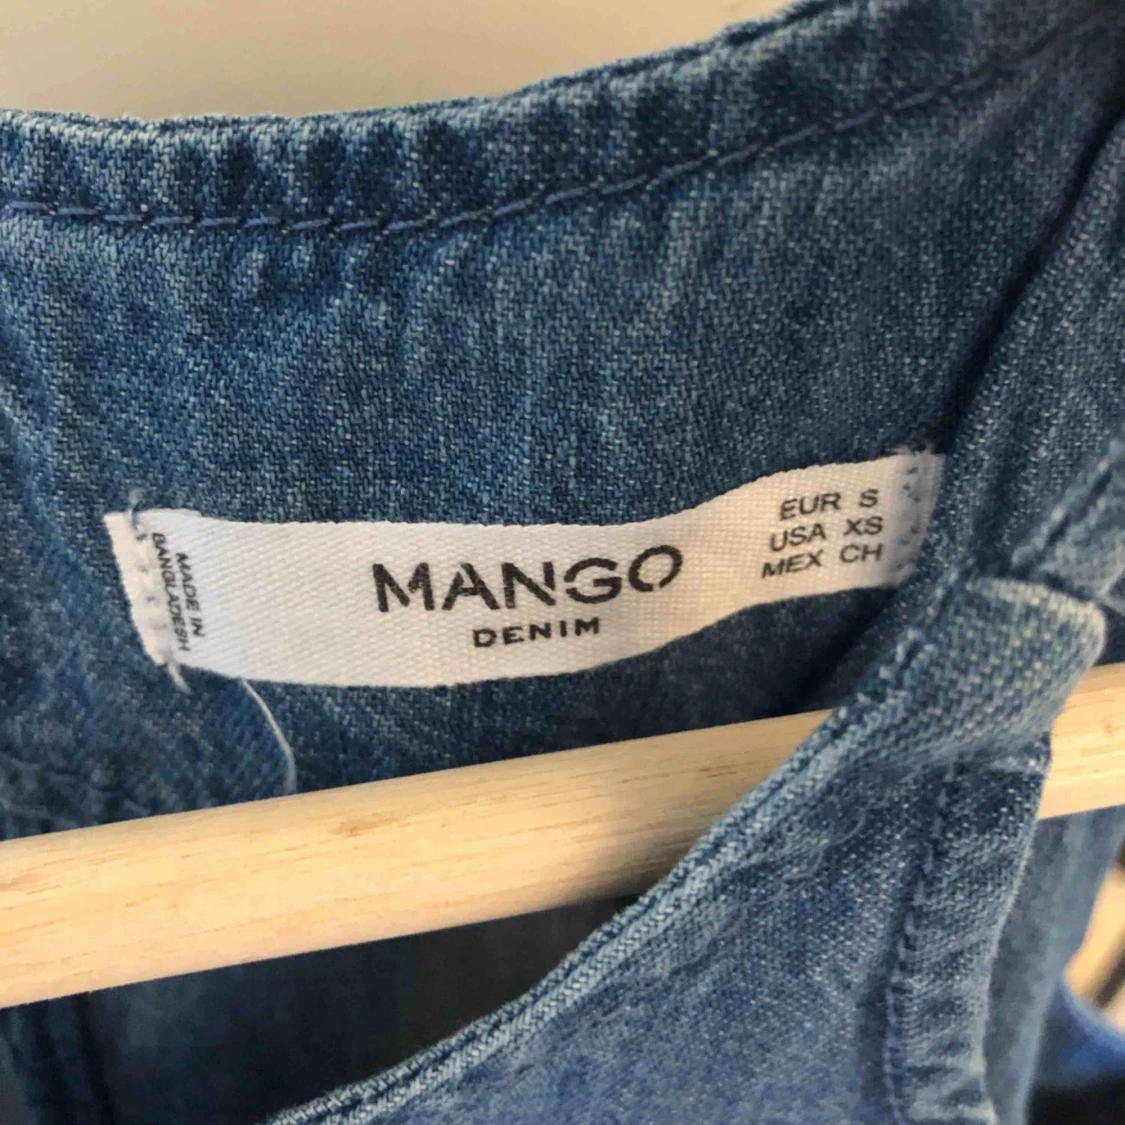 MADE IN
BANGLADESH
MANGO
DENIM
EUR S
USA XS
MEX CH